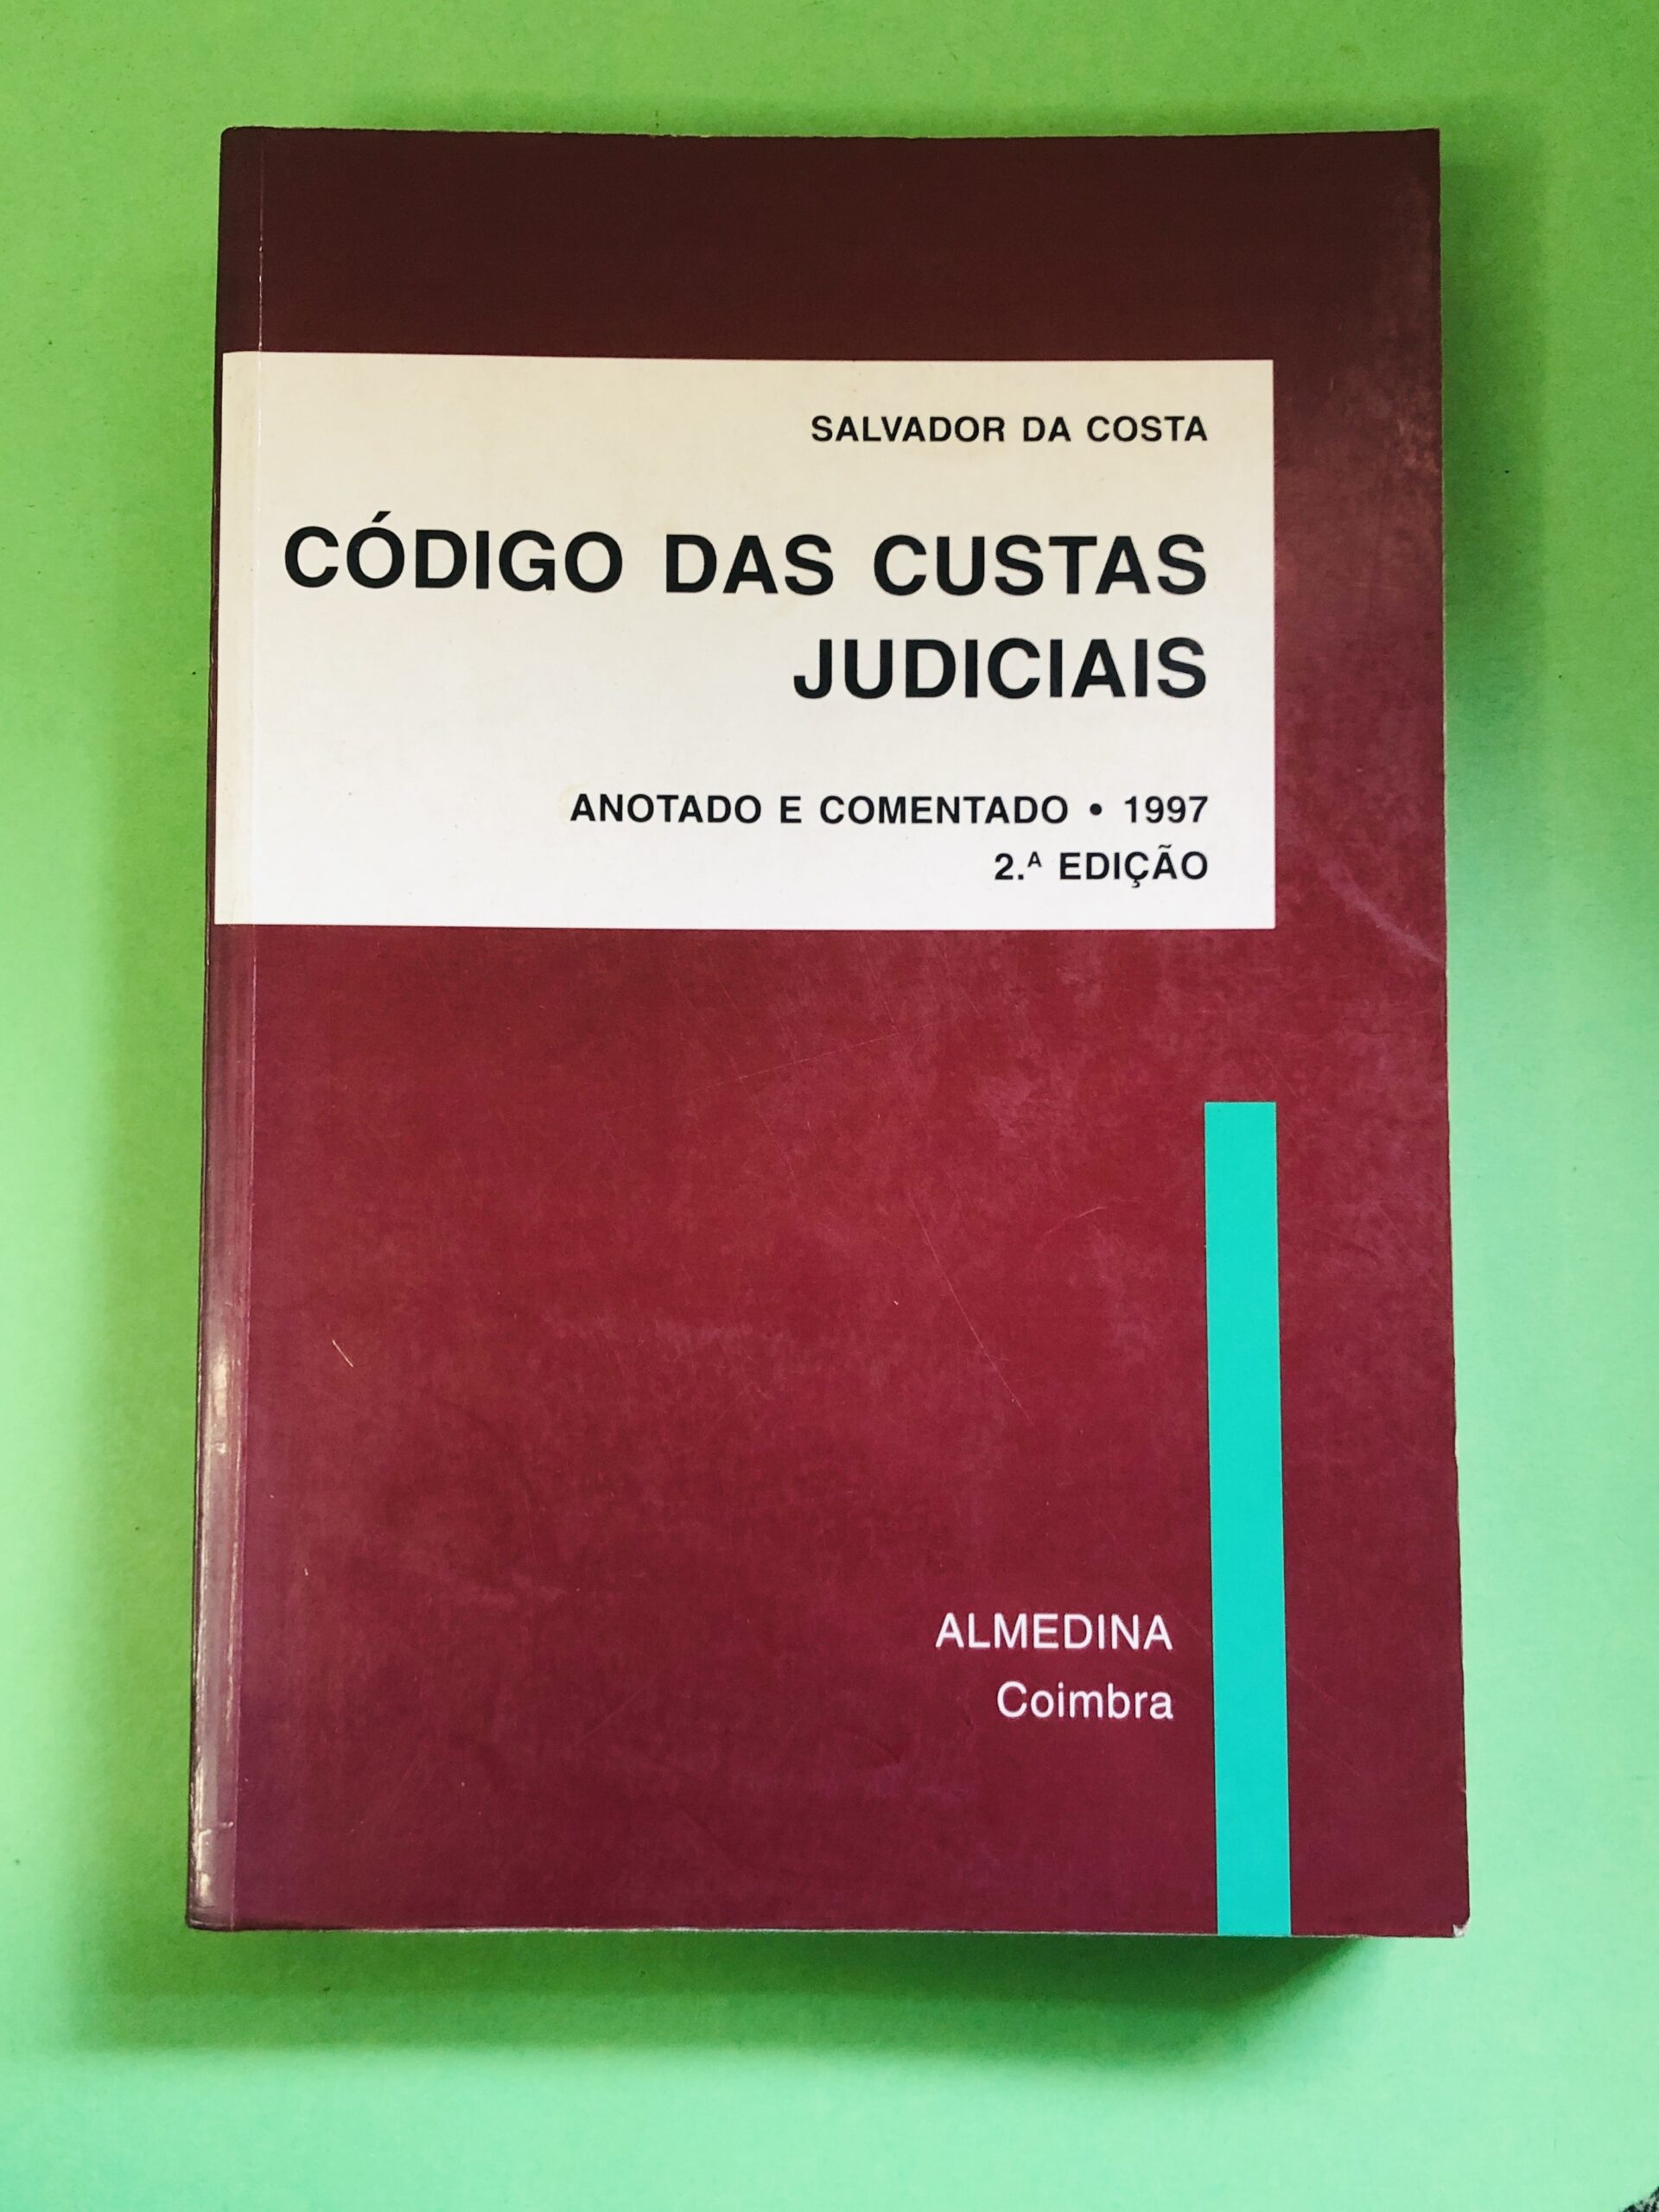 SALVADOR DA COSTA
CÓDIGO DAS CUSTAS
JUDICIAIS
ANOTADO E COMENTADO • 1997
2.ᴬ EDIÇÃO
ALMEDINA
Coimbra